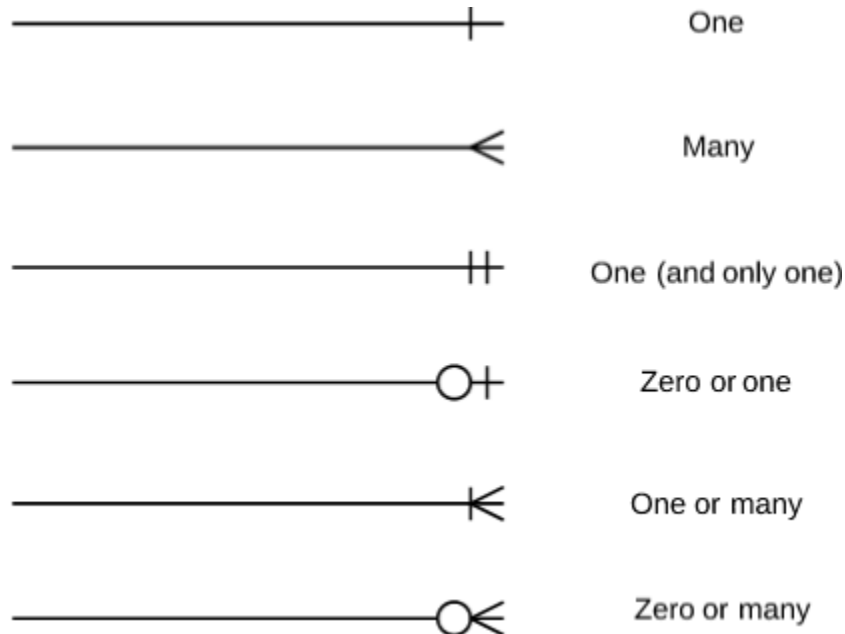 One
Many
One (and only one)
Zero or one
One or many
Zero or many